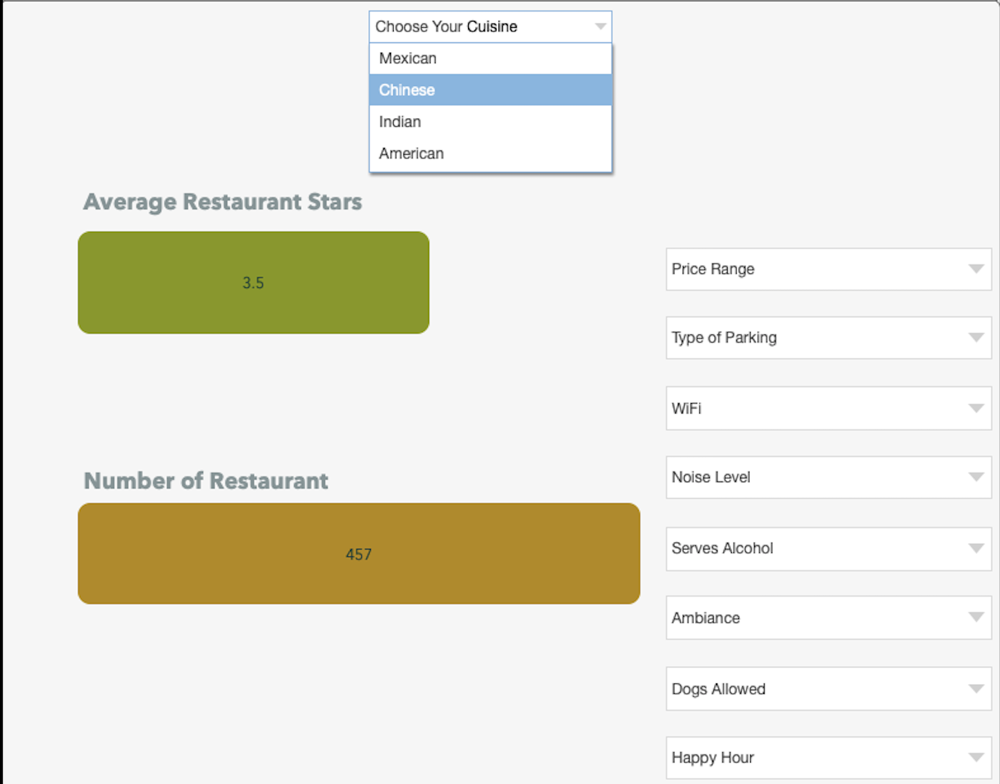 Choose Your Cuisine
Mexican
Chinese
Indian
American
Average Restaurant Stars
3.5
Number of Restaurant
457
Price Range
Type of Parking
WiFi
Noise Level
Serves Alcohol
Ambiance
Dogs Allowed
Happy Hour